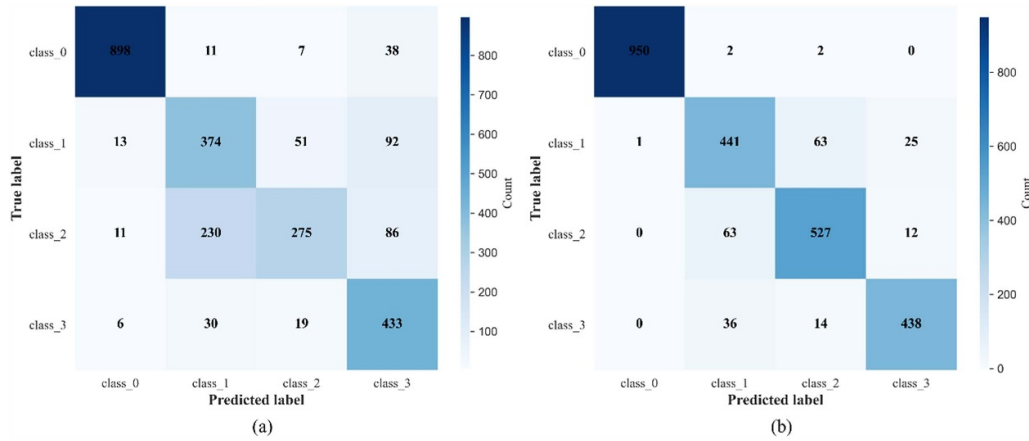 class_0 898 11 7 38
class_1 13 374 51 92
class_2 11 230 275 86
class_3 6 30 19 433
class_0 class_1 class_2 class_3
Predicted label
True label
800
700
600
500
400
300
200
100
Count
(a)
class_0 950 2 2 0
class_1 1 441 63 25
class_2 0 63 527 12
class_3 0 36 14 438
class_0 class_1 class_2 class_3
Predicted label
True label
800
600
400
200
0
Count
(b)